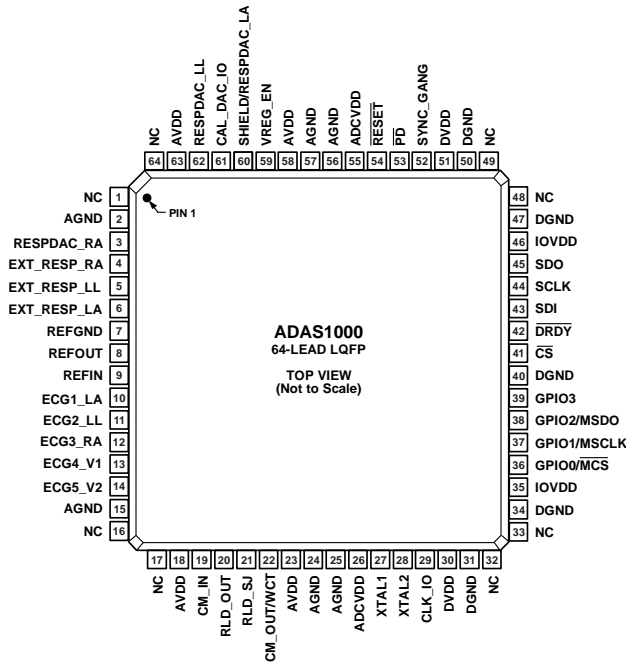 NC
AVDD
RESPDAC_LL
CAL_DAC_IO
SHIELD/RESPDAC_LA
VREG_EN
AVDD
AGND
AGND
ADCVDD
RESET
PD
SYNC_GANG
DVDD
DGND
NC
64 63 62 61 60 59 58 57 56 55 54 53 52 51 50 49
NC 1
PIN 1
AGND 2
RESPDAC_RA 3
EXT_RESP_RA 4
EXT_RESP_LL 5
EXT_RESP_LA 6
REFGND 7
REFOUT 8
REFIN 9
ECG1_LA 10
ECG2_LL 11
ECG3_RA 12
ECG4_V1 13
ECG5_V2 14
AGND 15
NC 16
ADAS1000
64-LEAD LQFP
TOP VIEW
(Not to Scale)
48 NC
47 DGND
46 IOVDD
45 SDO
44 SCLK
43 SDI
42 DRDY
41 CS
40 DGND
39 GPIO3
38 GPIO2/MSDO
37 GPIO1/MSCLK
36 GPIO0/MCS
35 IOVDD
34 DGND
33 NC
17 18 19 20 21 22 23 24 25 26 27 28 29 30 31 32
NC
AVDD
CM_IN
RLD_OUT
RLD_SJ
CM_OUT/WCT
AVDD
AGND
AGND
ADCVDD
XTAL1
XTAL2
CLK_IO
DVDD
DGND
NC